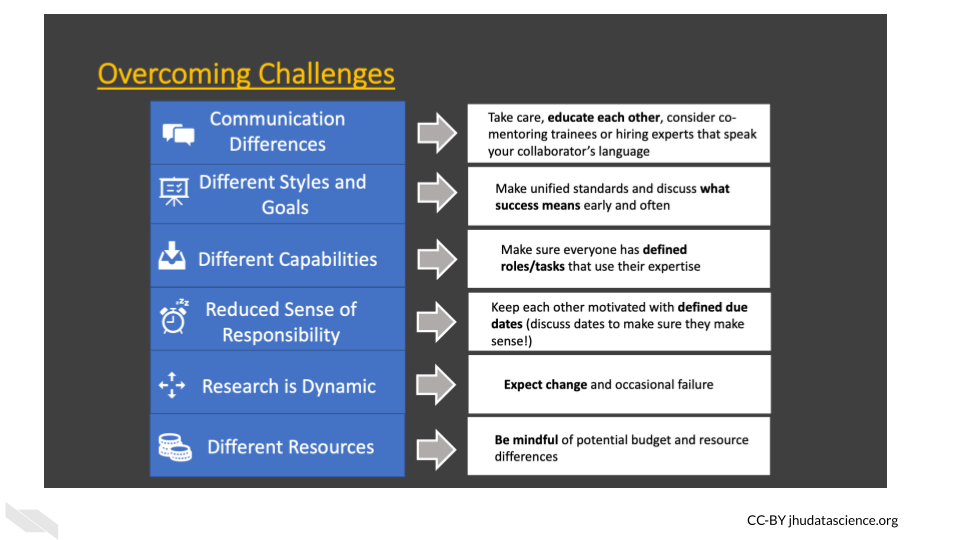 Overcoming Challenges
Communication
Differences
Take care, educate each other, consider co-
mentoring trainees or hiring experts that speak
your collaborator's language
Different Styles and
Goals
Make unified standards and discuss what
success means early and often
Different Capabilities
Make sure everyone has defined
roles/tasks that use their expertise
Reduced Sense of
Responsibility
Keep each other motivated with defined due
dates (discuss dates to make sure they make
sense!)
Research is Dynamic
Expect change and occasional failure
Different Resources
Be mindful of potential budget and resource
differences
CC-BY jhudatascience.org